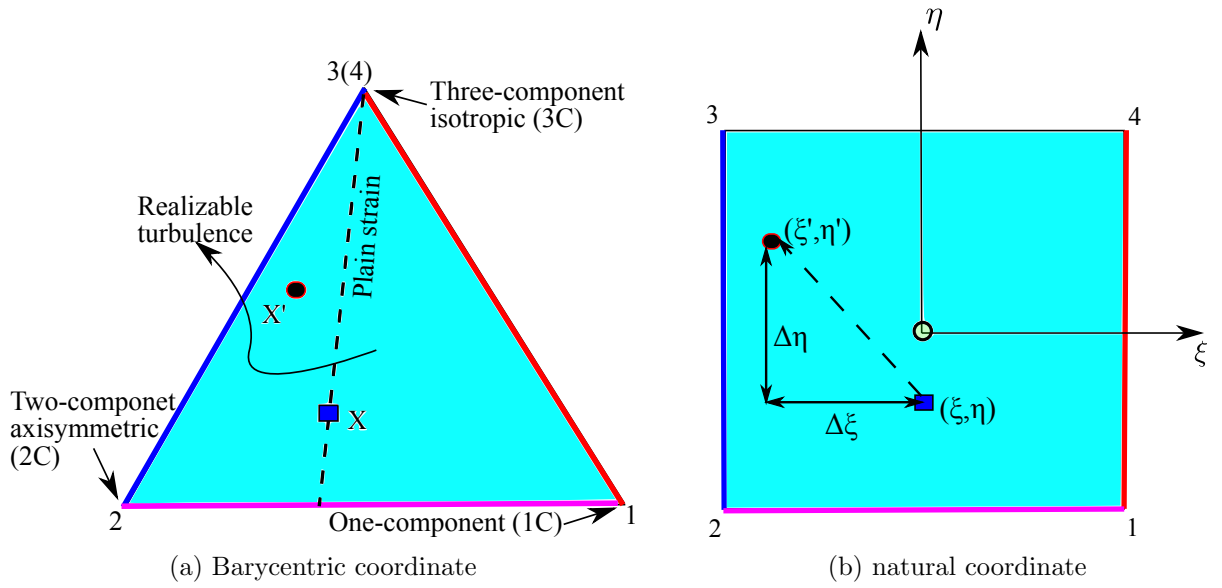 3(4)
Three-component
isotropic (3C)
Realizable
turbulence
Plain strain
X'
X
Two-componet
axisymmetric
(2C)
2
One-component (1C)
1
(a) Barycentric coordinate
η
3
4
(ξ',η')
Δη
ξ
Δξ
(ξ,η)
2
1
(b) natural coordinate